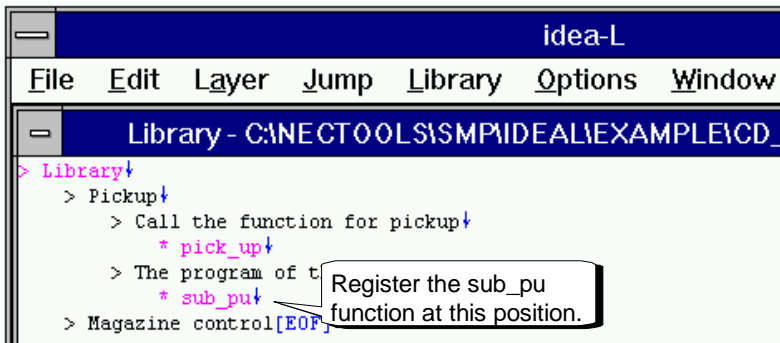 idea-L
File Edit Layer Jump Library Options Window
Library - C:\NECTOOLS\SMP\IDEAL\EXAMPLE\CD_
> Library↓
> Pickup↓
> Call the function for pickup↓
* pick_up↓
> The program of t
* sub_pu↓
Register the sub_pu
function at this position.
> Magazine control[EOF]